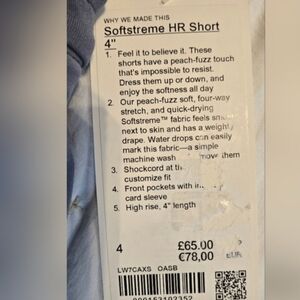 WHY WE MADE THIS
Softstreme HR Short
4"
1. Feel it to believe it. These
shorts have a peach-fuzz touch
that's impossible to resist.
Dress them up or down, and
enjoy the softness all day
2. Our peach-fuzz soft, four-way
stretch, and quick-drying
Softstreme™ fabric feels
next to skin and has a weighty
drape. Water drops can easily
mark this fabric—a simple
machine wash them
3. Shockcord at
customize fit
4. Front pockets with
card sleeve
5. High rise, 4" length
4
£65.00
€78,00 EUR
LW7CAXS OASB